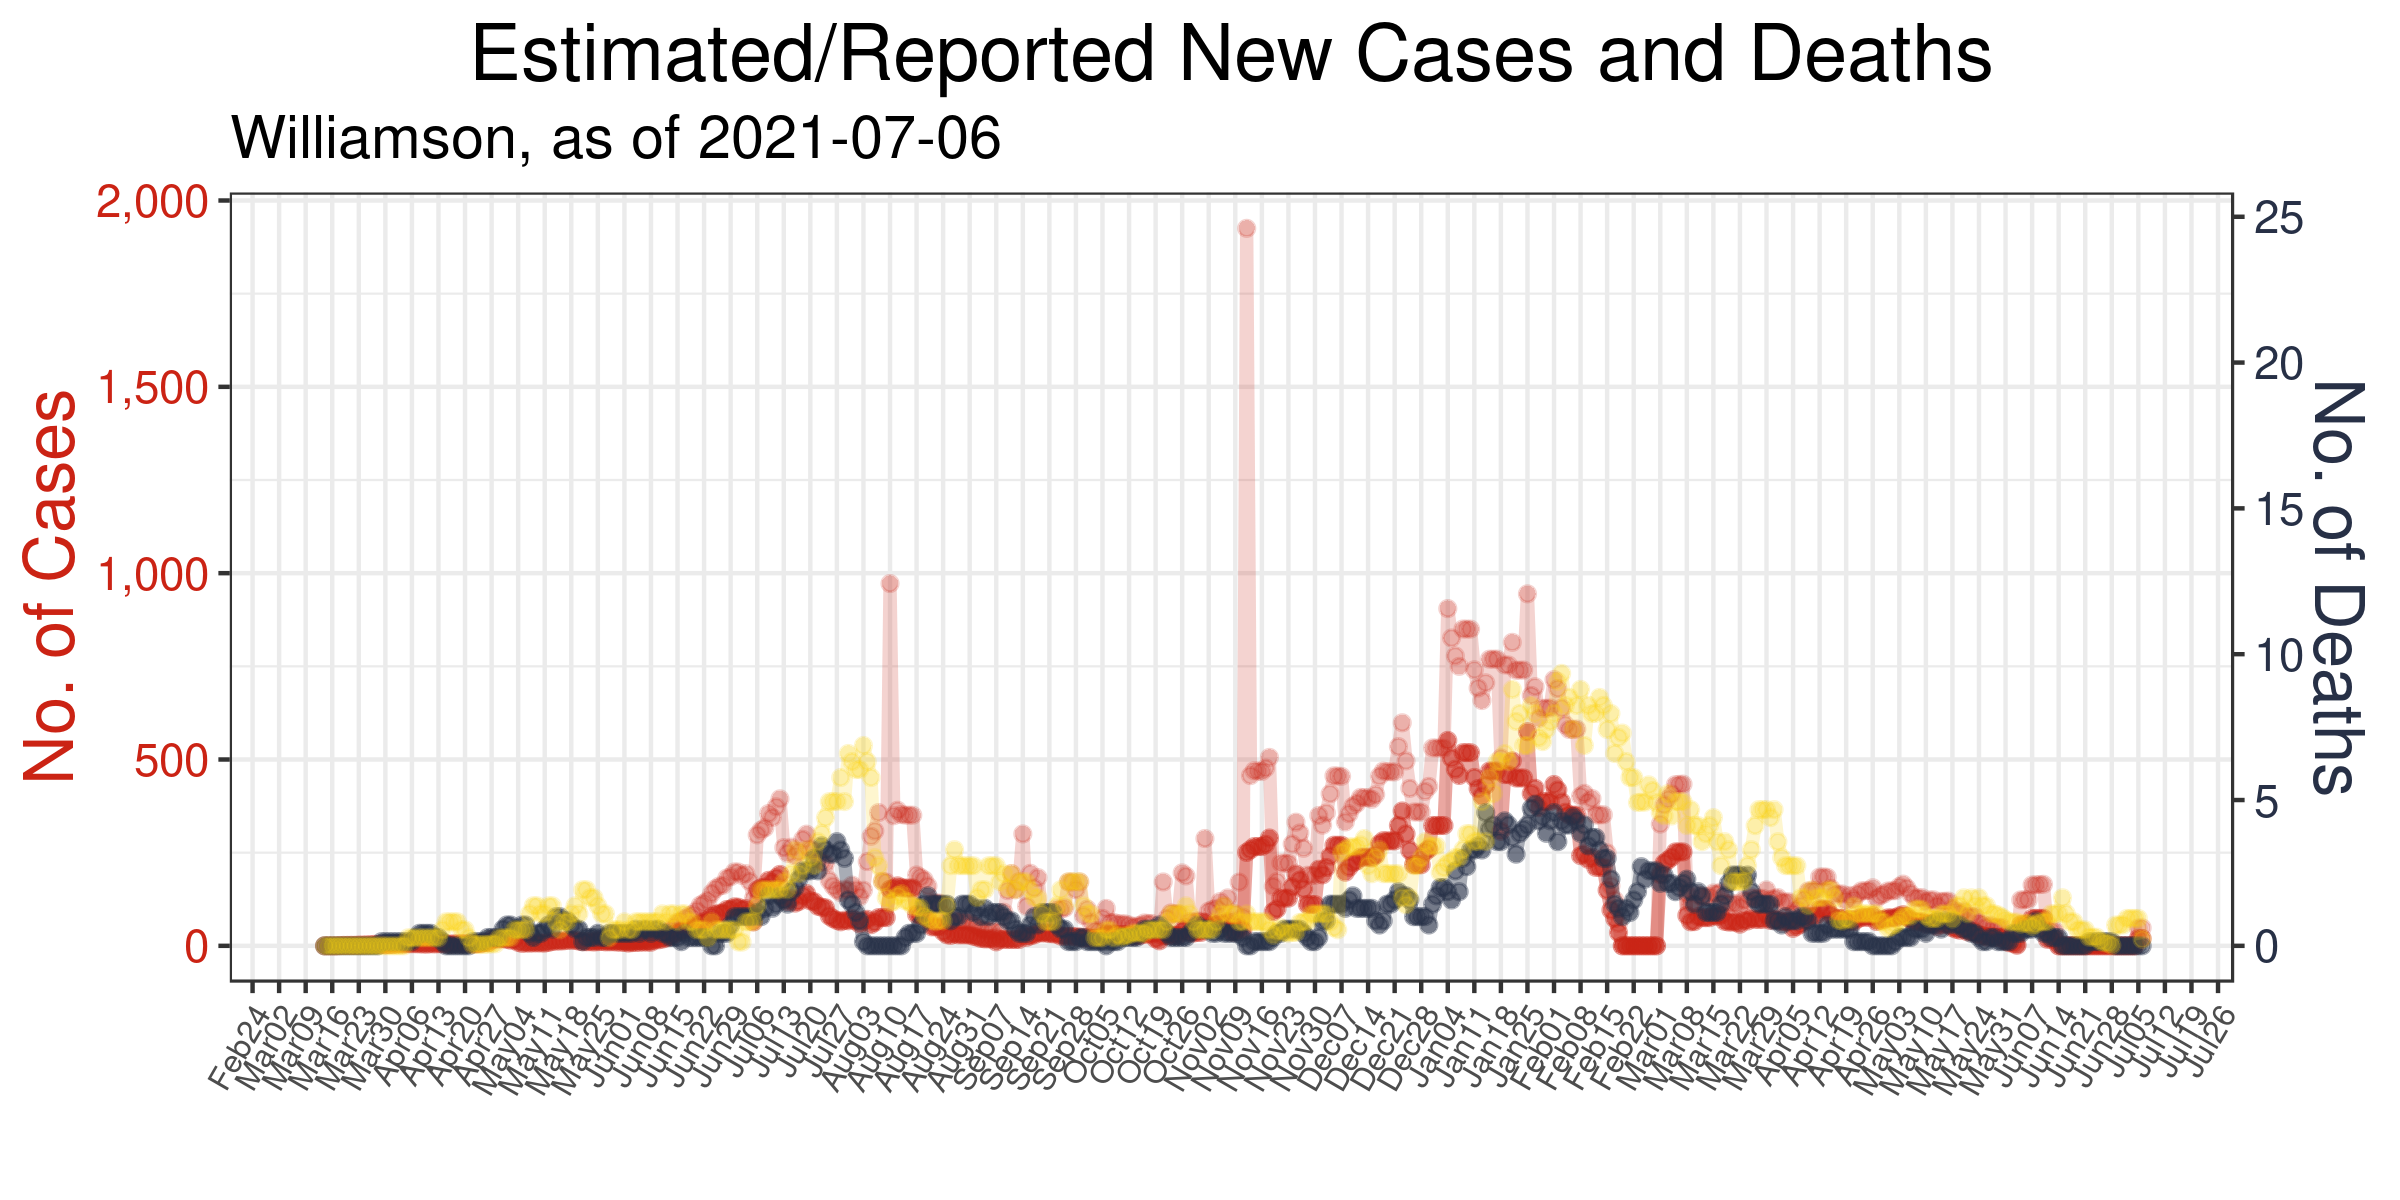 Estimated/Reported New Cases and Deaths
Williamson, as of 2021-07-06
No. of Cases
2,000
1,500
1,000
500
0
25
20
15
10
5
0
No. of Deaths
Feb24
Mar02
Mar09
Mar16
Mar23
Mar30
Apr06
Apr13
Apr20
Apr27
May04
May11
May18
May25
Jun01
Jun08
Jun15
Jun22
Jun29
Jul06
Jul13
Jul20
Jul27
Aug03
Aug10
Aug17
Aug24
Aug31
Sep07
Sep14
Sep21
Sep28
Oct05
Oct12
Oct19
Oct26
Nov02
Nov09
Nov16
Nov23
Nov30
Dec07
Dec14
Dec21
Dec28
Jan04
Jan11
Jan18
Jan25
Feb01
Feb08
Feb15
Feb22
Mar01
Mar08
Mar15
Mar22
Mar29
Apr05
Apr12
Apr19
Apr26
May03
May10
May17
May24
May31
Jun07
Jun14
Jun21
Jun28
Jul05
Jul12
Jul19
Jul26